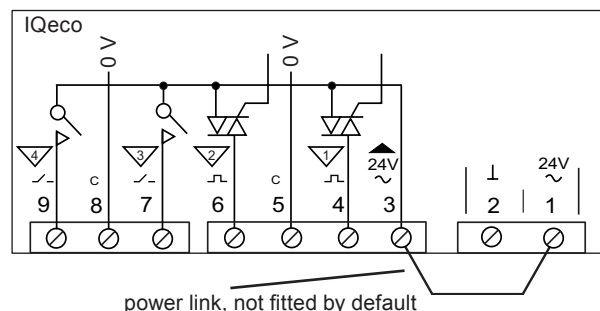 IQeco
0 V
0 V
4
3
2
1
24V
24V
C
C
9 8 7 6 5 4 3 2 1
power link, not fitted by default